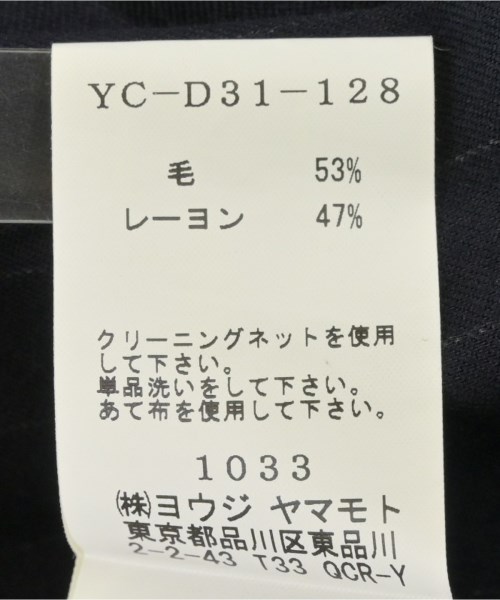 YC-D31-128
毛 53%
レーヨン 47%
クリーニングネットを使用
して下さい。
単品洗いをして下さい。
あて布を使用して下さい。
1033
㈱ヨウジ ヤマモト
東京都品川区東品川
2-2-43 T33 QCR-Y